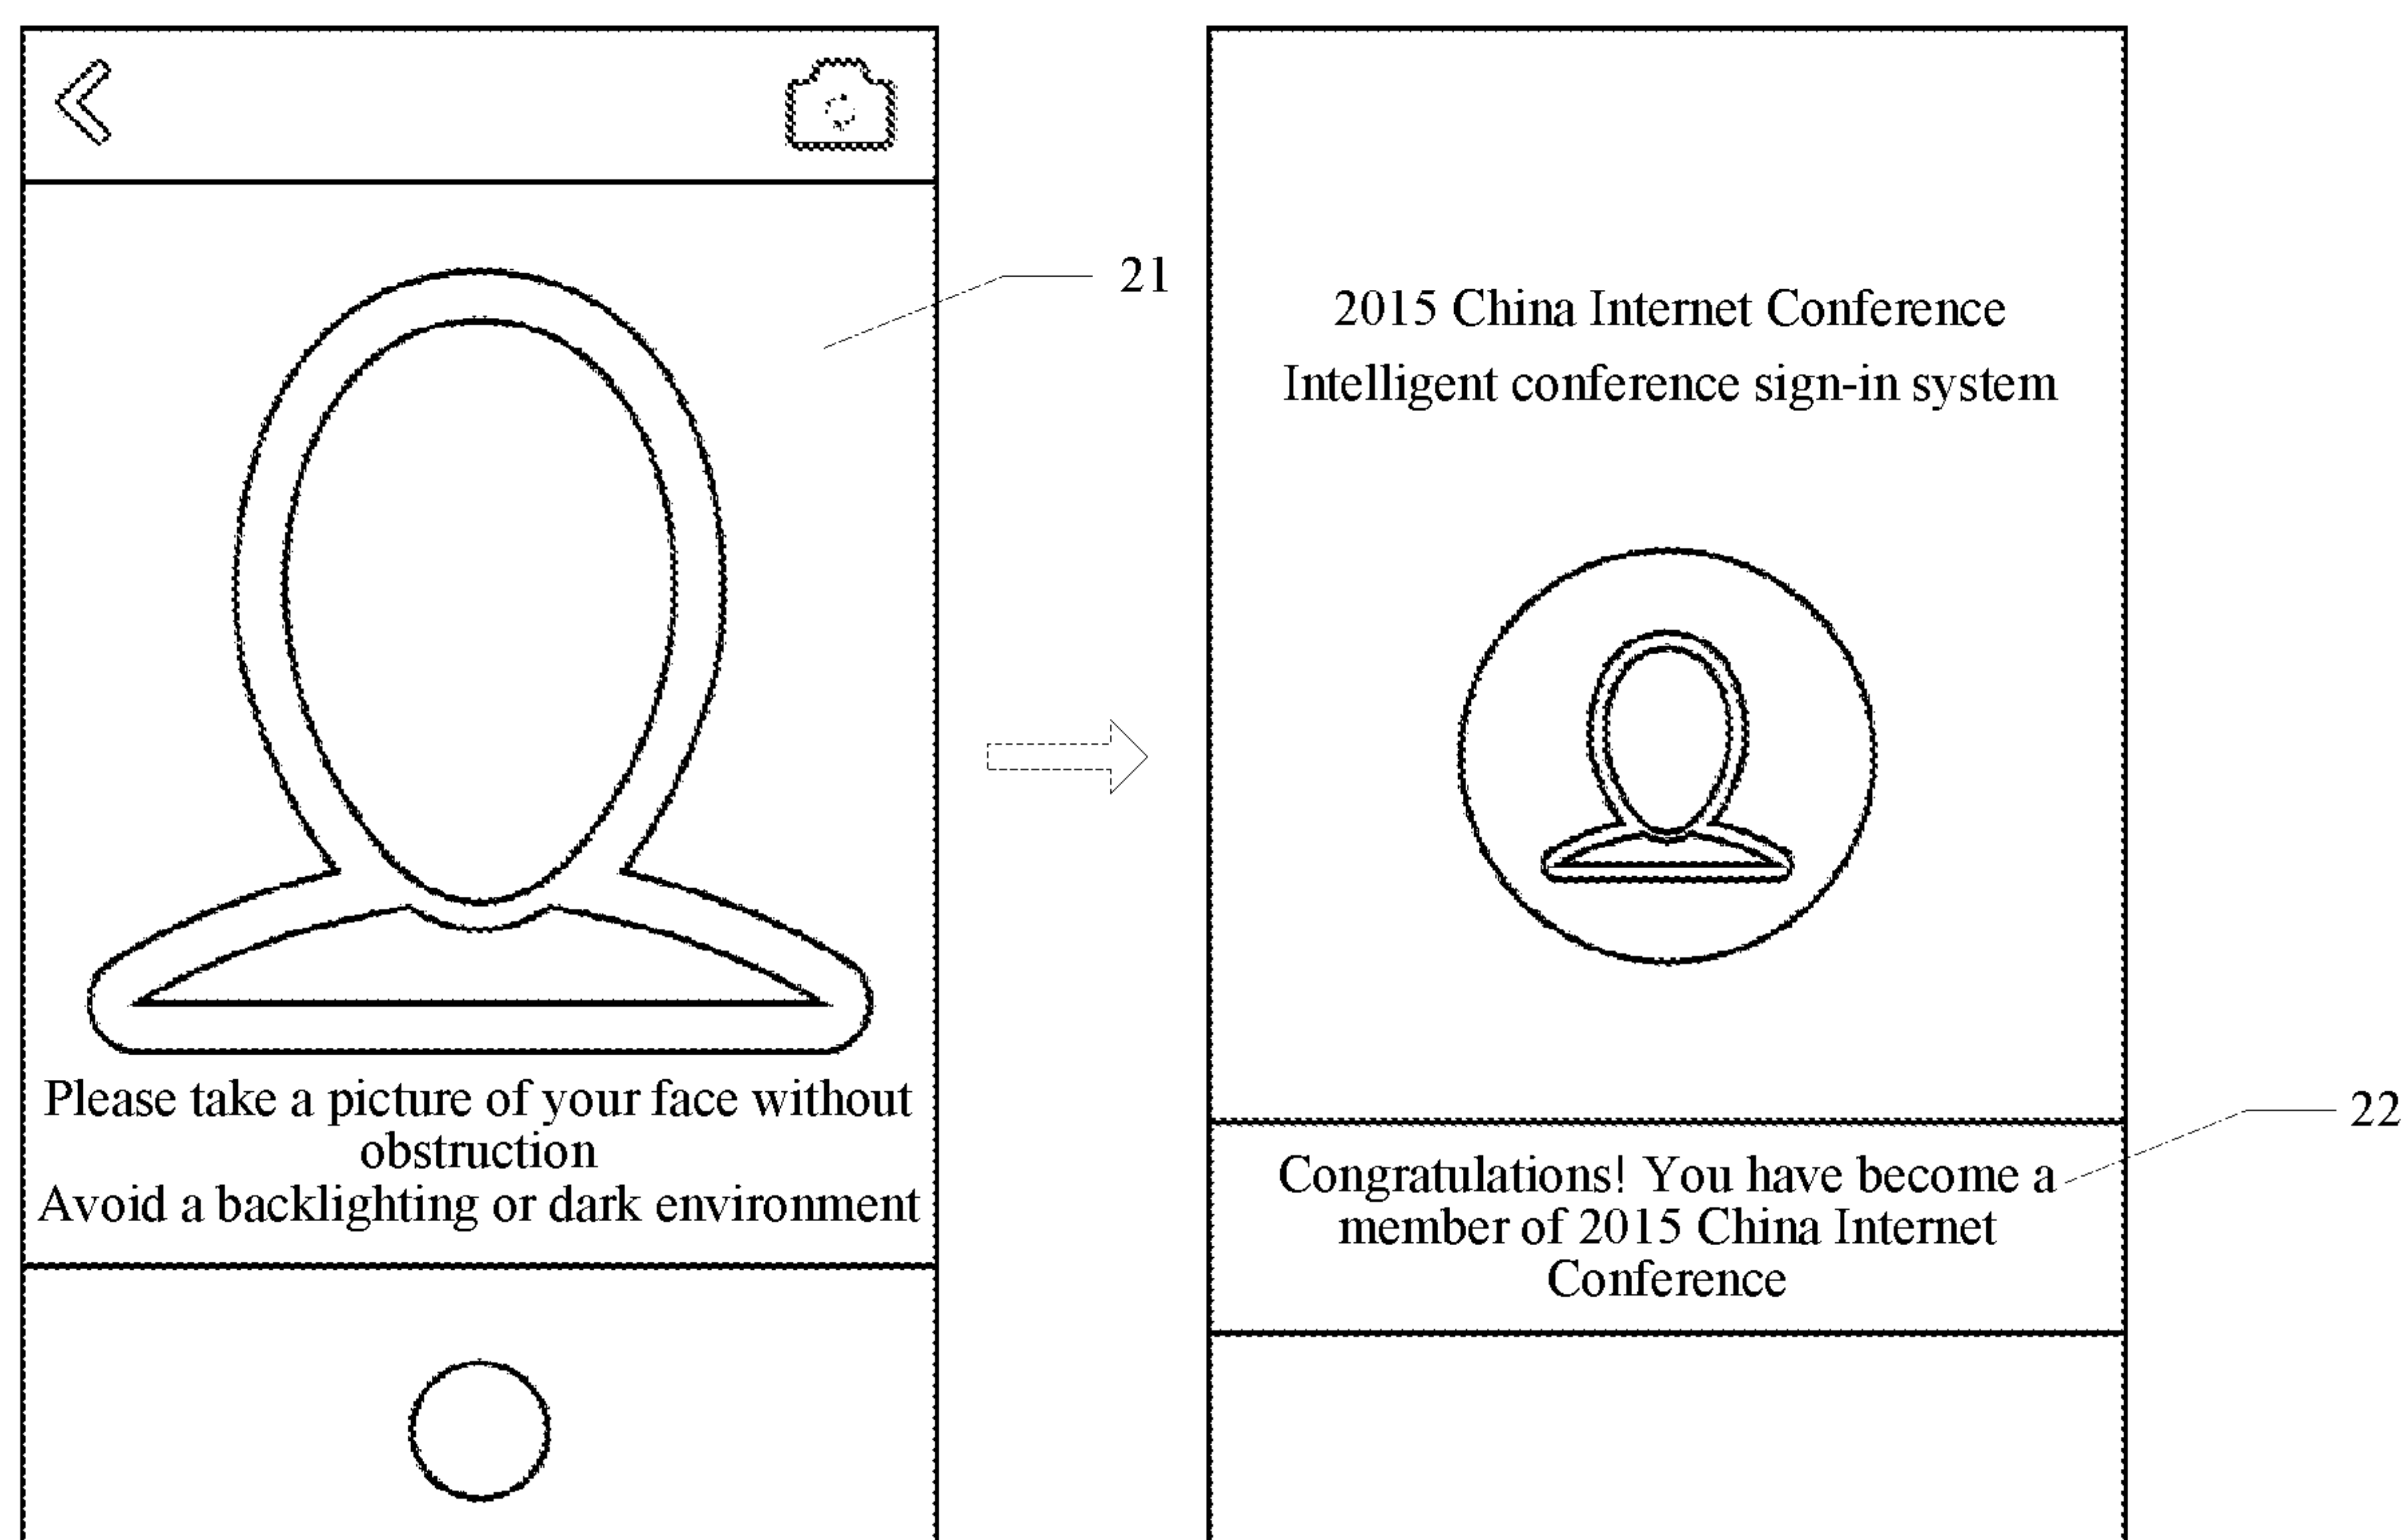 21
Please take a picture of your face without
obstruction
Avoid a backlighting or dark environment
2015 China Internet Conference
Intelligent conference sign-in system
Congratulations! You have become a
member of 2015 China Internet
Conference
22